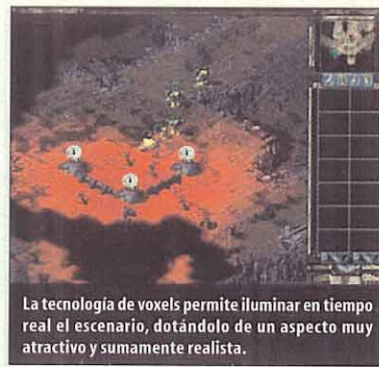 La tecnología de voxels permite iluminar en tiempo
real el escenario, dotándolo de un aspecto muy
atractivo y sumamente realista.